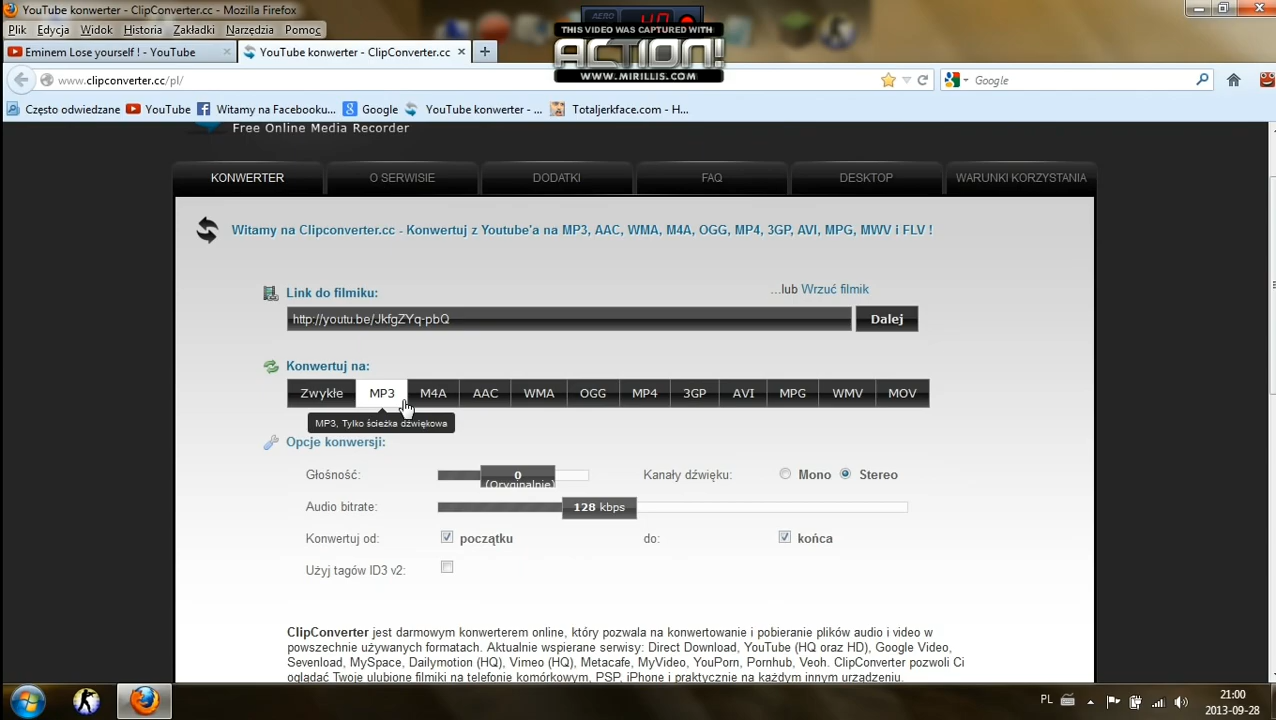 YouTube konwerter - ClipConverter.cc - Mozilla Firefox
Plik Edycja Widok Historia Zakładki Narzędzia Pomoc
THIS VIDEO WAS CAPTURED WITH
ACTION!
WWW.MIRILLIS.COM
Eminem Lose yourself ! - YouTube
YouTube konwerter - ClipConverter.cc
www.clipconverter.cc/pl/
Google
Często odwiedzane YouTube Witamy na Facebooku... Google YouTube konwerter - ... Totaljerkface.com - H...
Free Online Media Recorder
KONWERTER O SERWISIE DODATKI FAQ DESKTOP WARUNKI KORZYSTANIA
Witamy na Clipconverter.cc - Konwertuj z Youtube'a na MP3, AAC, WMA, M4A, OGG, MP4, 3GP, AVI, MPG, MWV i FLV !
Link do filmiku: ...lub Wrzuć filmik
http://youtu.be/JkfgZYq-pbQ Dalej
Konwertuj na:
Zwykłe MP3 M4A AAC WMA OGG MP4 3GP AVI MPG WMV MOV
MP3, Tylko ścieżka dźwiękowa
Opcje konwersji:
Głośność: 0 (Oryginalnie) Kanały dźwięku: Mono Stereo
Audio bitrate: 128 kbps
Konwertuj od: początku do: końca
Użyj tagów ID3 v2:
ClipConverter jest darmowym konwerterem online, który pozwala na konwertowanie i pobieranie plików audio i video w
powszechnie używanych formatach. Aktualnie wspierane serwisy: Direct Download, YouTube (HQ oraz HD), Google Video,
Sevenload, MySpace, Dailymotion (HQ), Vimeo (HQ), Metacafe, MyVideo, YouPorn, Pornhub, Veoh. ClipConverter pozwoli Ci
oglądać Twoje ulubione filmiki na telefonie komórkowym, PSP, iPhone i praktycznie na każdym innym urządzeniu.
PL
21:00
2013-09-28